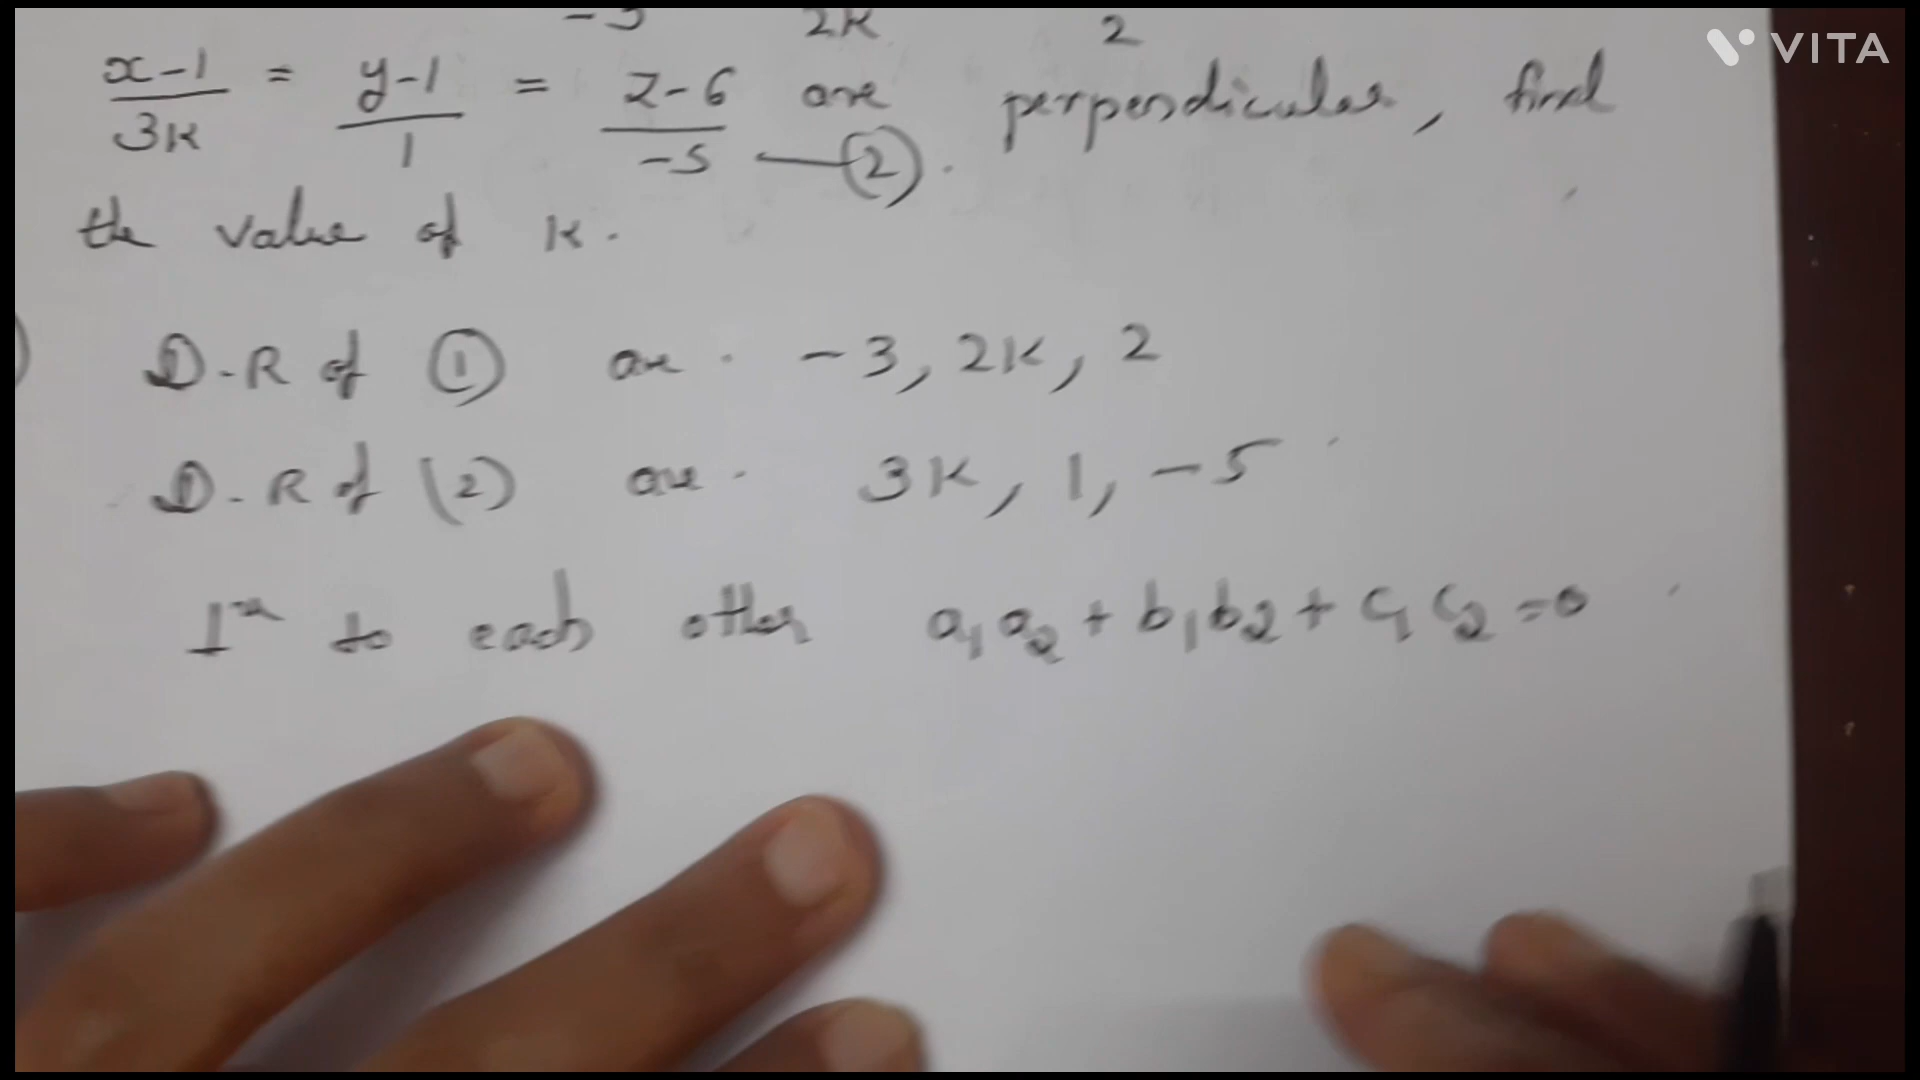 -3 2k 2
x-1 = y-1 = z-6 are perpendicular, find
3k 1 -5 — (2).
the value of k.
D.R of (1) are. -3, 2k, 2
D.R of (2) are. 3k, 1, -5
⊥ʳ to each other a₁a₂ + b₁b₂ + c₁c₂ = 0
VITA